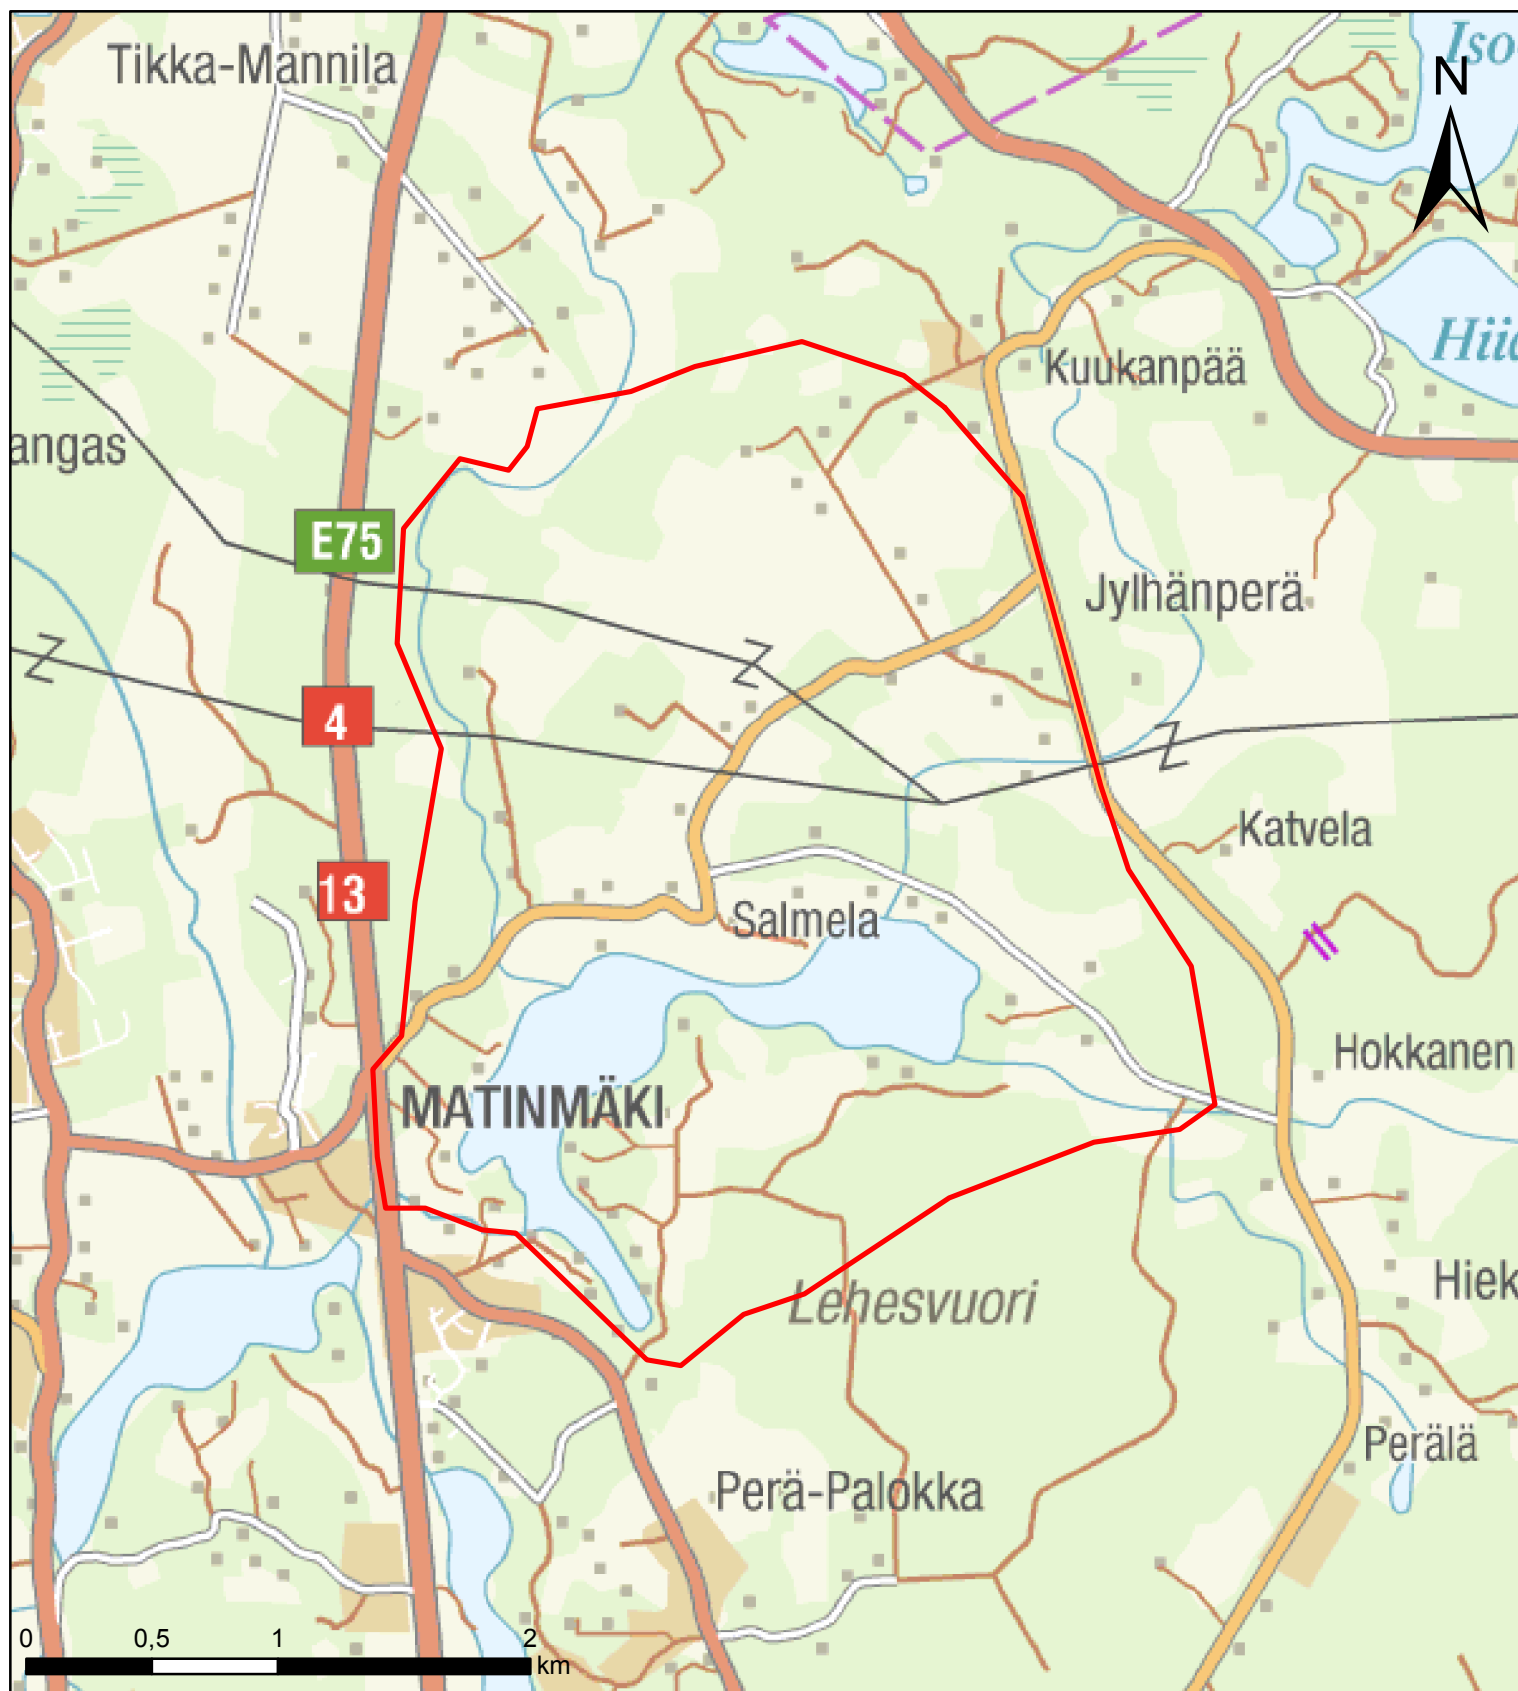 Tikka-Mannila
Iso
N
Hiid
Kuukanpää
angas
E75
Jylhänperä
4
Katvela
13
Salmela
Hokkanen
MATINMÄKI
Hiek
Lehesvuori
Perälä
Perä-Palokka
0 0,5 1 2
km